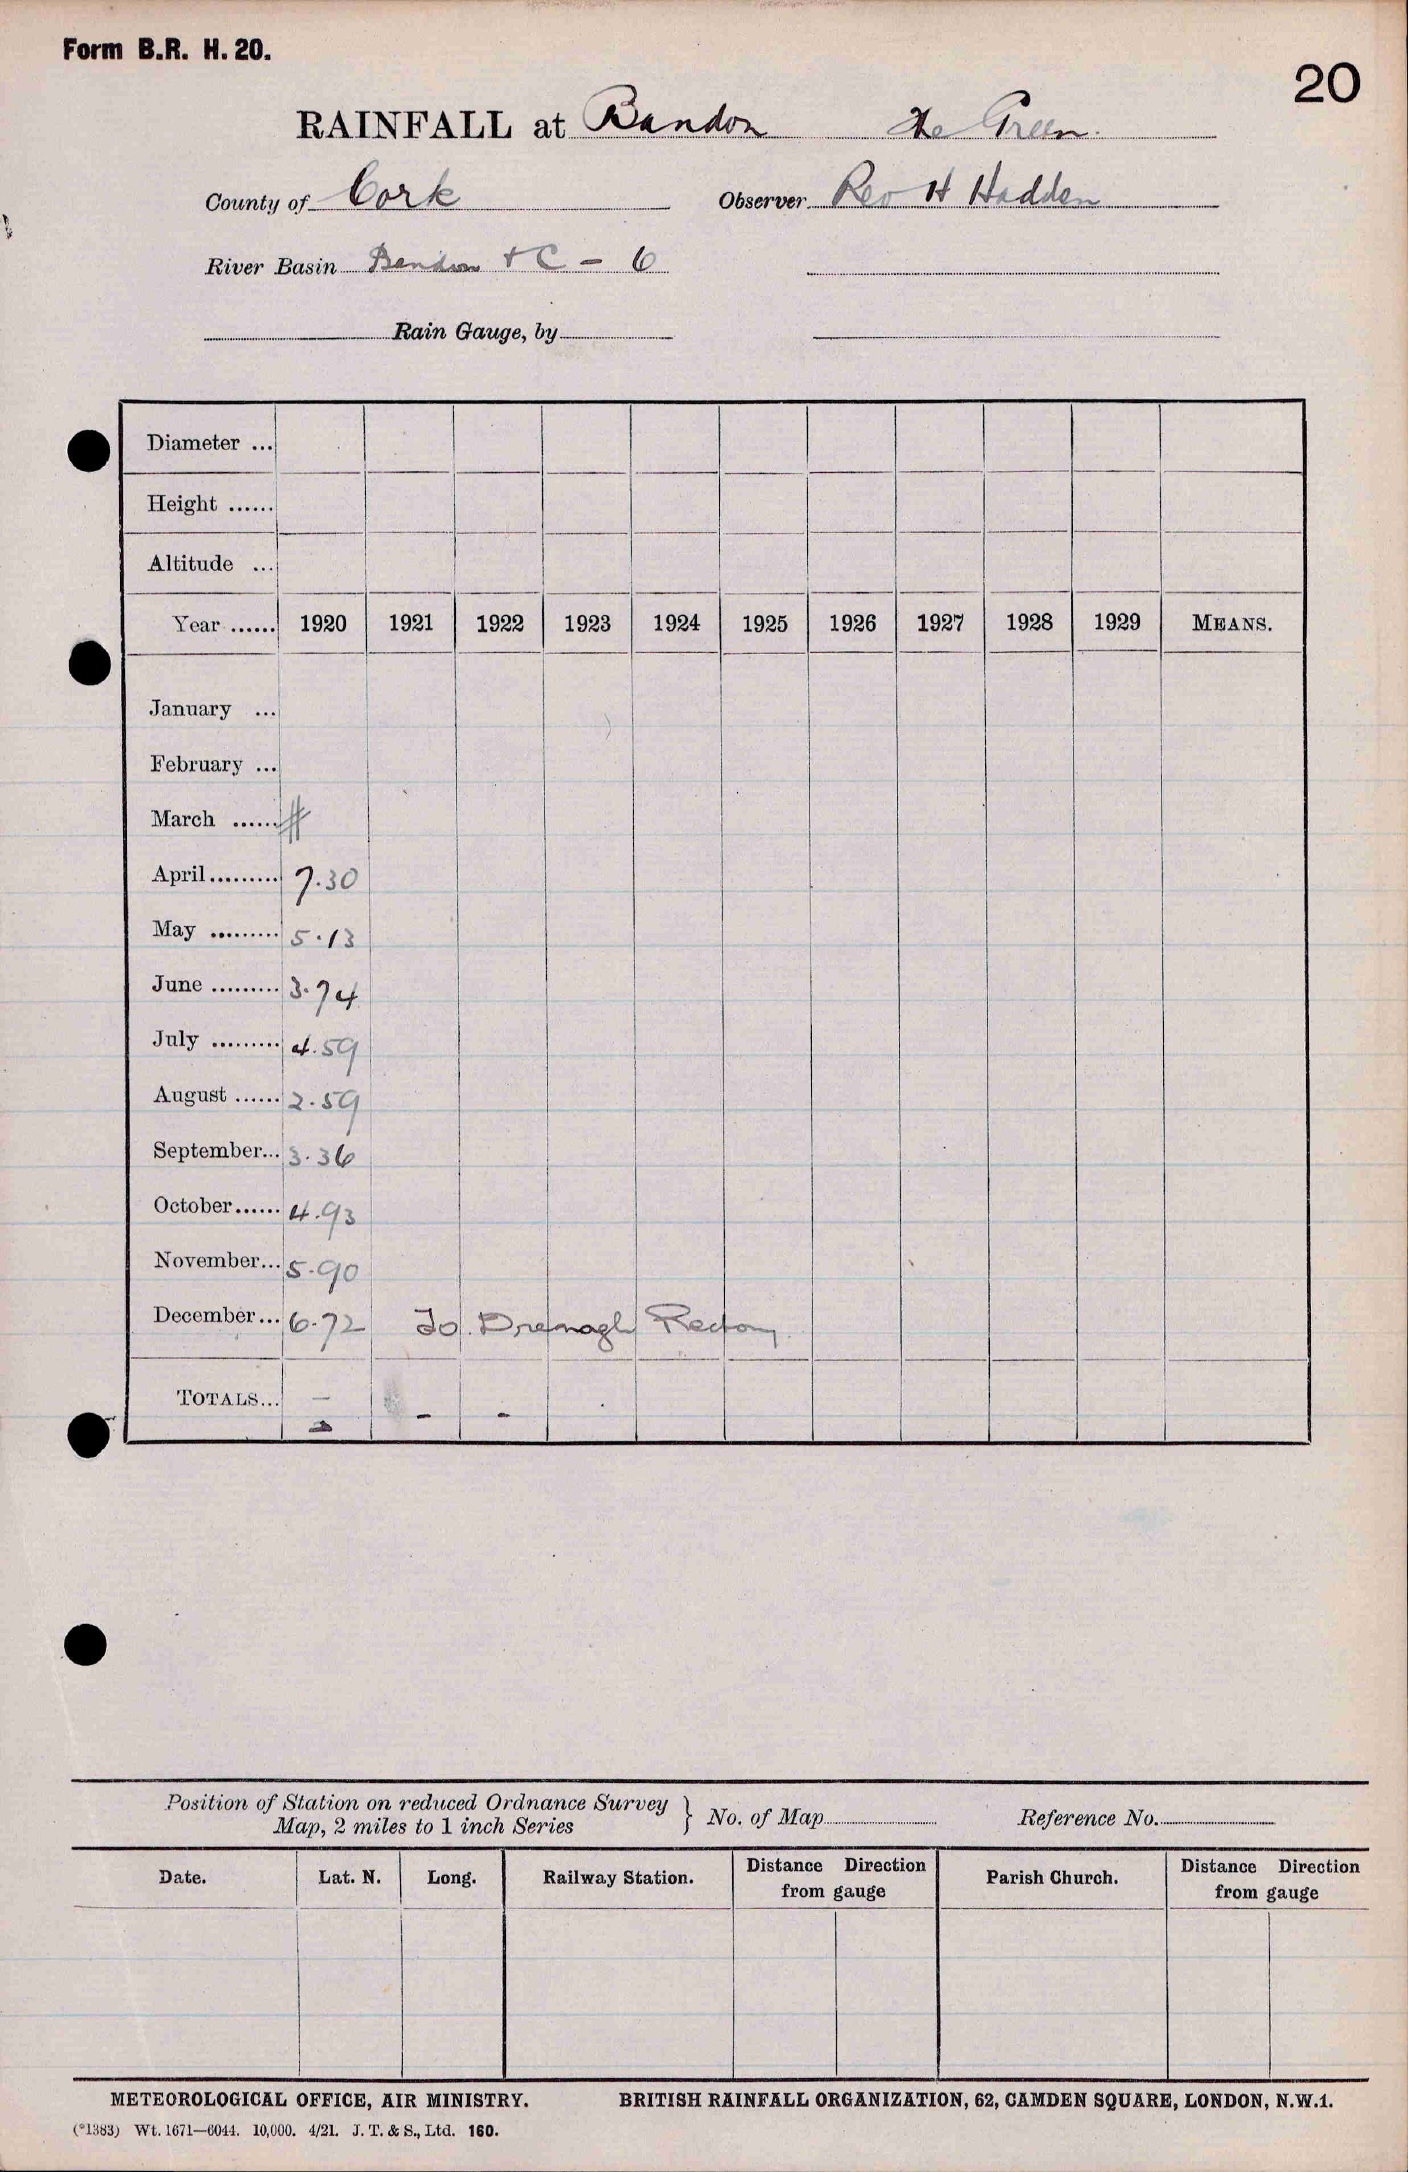 Form B.R. H. 20.
20
RAINFALL at Bandon The Green.
County of Cork Observer Rev H Hadden
River Basin Bandon + C - 6
Rain Gauge, by
Diameter ...
Height ......
Altitude ...
Year ...... 1920 1921 1922 1923 1924 1925 1926 1927 1928 1929 MEANS.
January ...
February ...
March ...... #
April......... 7.30
May ......... 5.13
June ......... 3.74
July ......... 4.59
August ...... 2.59
September... 3.36
October...... 4.93
November... 5.90
December... 6.72 To Drenagh Rectory
TOTALS... - - -
Position of Station on reduced Ordnance Survey
Map, 2 miles to 1 inch Series } No. of Map Reference No.
Date. Lat. N. Long. Railway Station. Distance Direction from gauge Parish Church. Distance Direction from gauge
METEOROLOGICAL OFFICE, AIR MINISTRY. BRITISH RAINFALL ORGANIZATION, 62, CAMDEN SQUARE, LONDON, N.W.1.
(*1383) Wt. 1671—6044. 10,000. 4/21. J. T. & S., Ltd. 160.